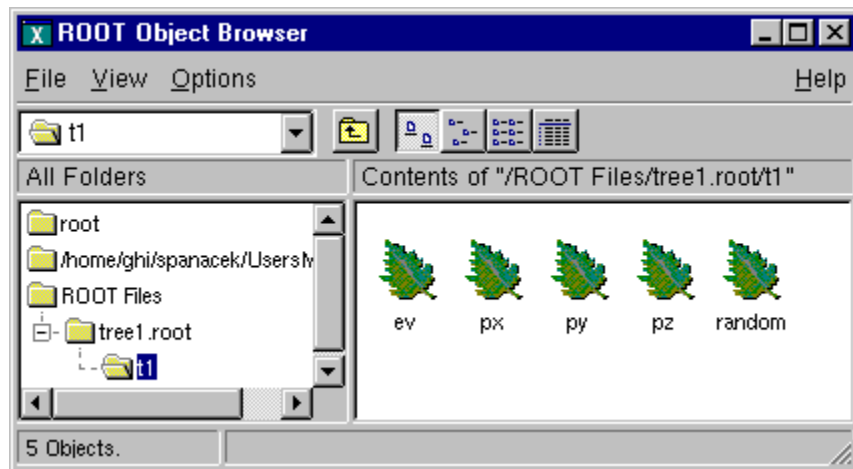 ROOT Object Browser
File View Options Help
t1
All Folders
Contents of "/ROOT Files/tree1.root/t1"
root
/home/ghi/spanacek/Users
ROOT Files
tree1.root
t1
ev px py pz random
5 Objects.